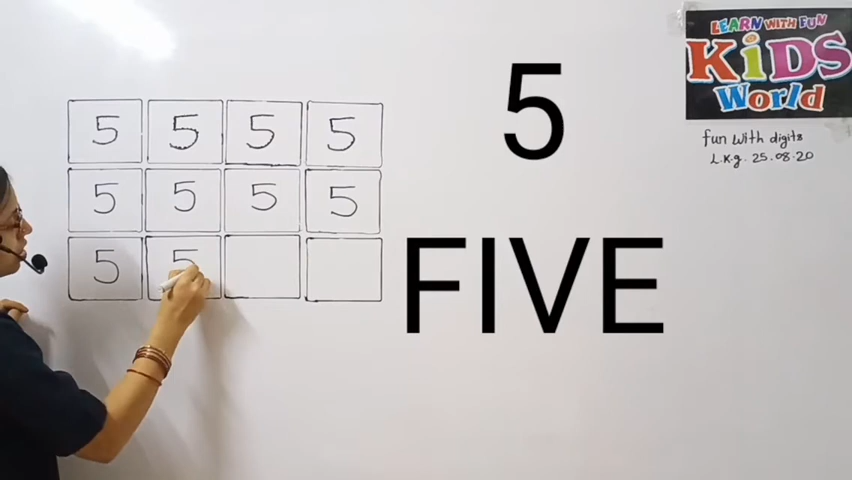 5 5 5 5
5 5 5 5
5 5
5
FIVE
LEARN WITH FUN
KiDS
World
fun with digits
L.k.g. 25.08.20